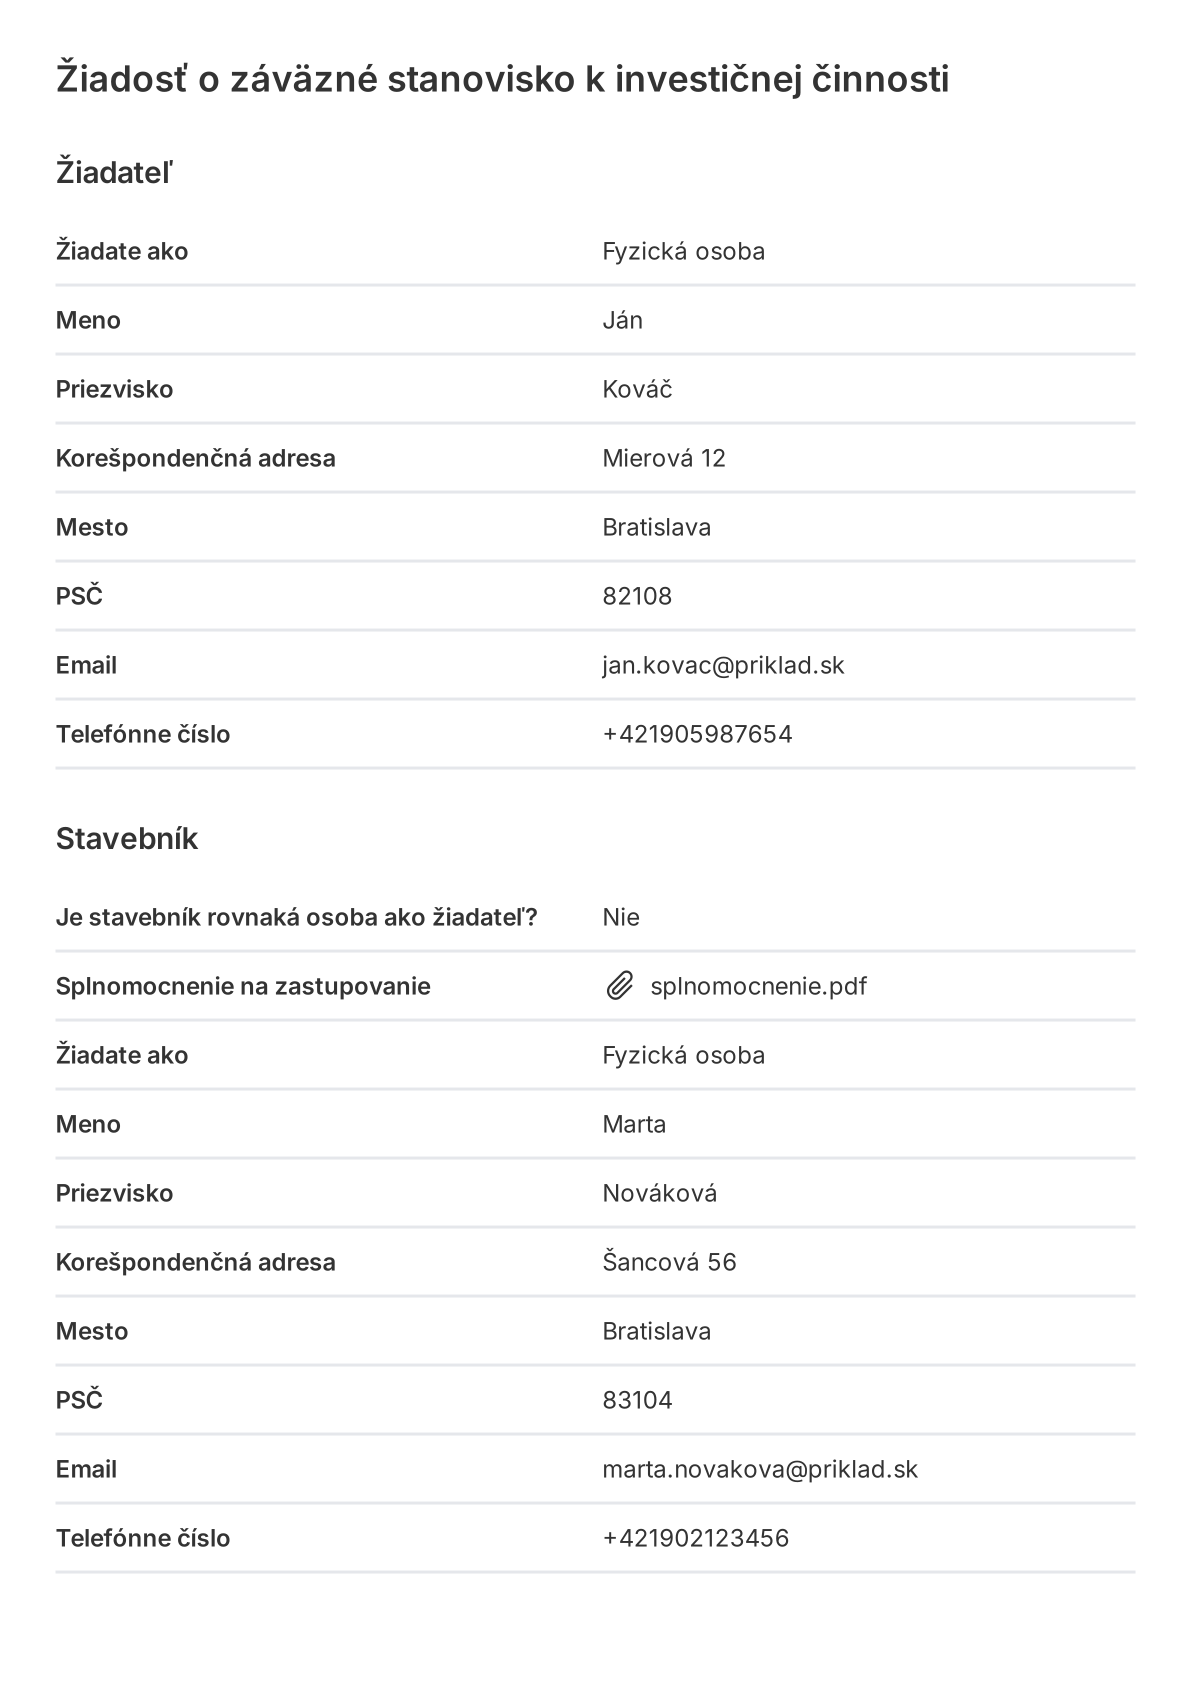 Žiadosť o záväzné stanovisko k investičnej činnosti
Žiadateľ
Žiadate ako Fyzická osoba
Meno Ján
Priezvisko Kováč
Korešpondenčná adresa Mierová 12
Mesto Bratislava
PSČ 82108
Email jan.kovac@priklad.sk
Telefónne číslo +421905987654
Stavebník
Je stavebník rovnaká osoba ako žiadateľ? Nie
Splnomocnenie na zastupovanie splnomocnenie.pdf
Žiadate ako Fyzická osoba
Meno Marta
Priezvisko Nováková
Korešpondenčná adresa Šancová 56
Mesto Bratislava
PSČ 83104
Email marta.novakova@priklad.sk
Telefónne číslo +421902123456